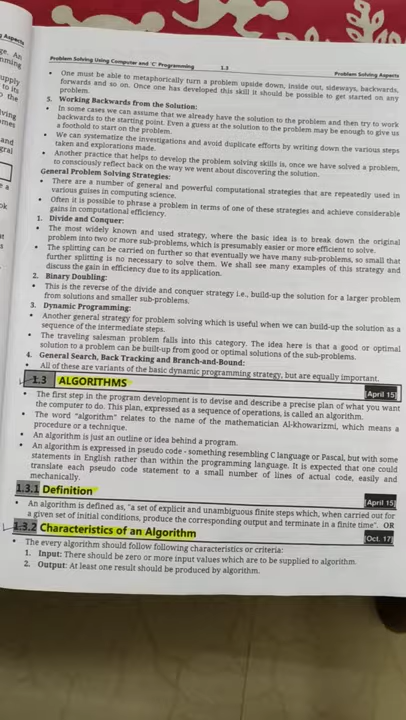 g Aspects
ge. An
nming
upply
to its
o the
lving
mes
and
gral
e a
ok
Problem Solving Using Computer and 'C' Programming 1.3 Problem Solving Aspects
• One must be able to metaphorically turn a problem upside down, inside out, sideways, backwards,
forwards and so on. Once one has developed this skill it should be possible to get started on any
problem.
5. Working Backwards from the Solution:
• In some cases we can assume that we already have the solution to the problem and then try to work
backwards to the starting point. Even a guess at the solution to the problem may be enough to give us
a foothold to start on the problem.
• We can systematize the investigations and avoid duplicate efforts by writing down the various steps
taken and explorations made.
• Another practice that helps to develop the problem solving skills is, once we have solved a problem,
to consciously reflect back on the way we went about discovering the solution.
General Problem Solving Strategies:
• There are a number of general and powerful computational strategies that are repeatedly used in
various guises in computing science.
• Often it is possible to phrase a problem in terms of one of these strategies and achieve considerable
gains in computational efficiency.
1. Divide and Conquer:
• The most widely known and used strategy, where the basic idea is to break down the original
problem into two or more sub-problems, which is presumably easier or more efficient to solve.
• The splitting can be carried on further so that eventually we have many sub-problems, so small that
further splitting is no necessary to solve them. We shall see many examples of this strategy and
discuss the gain in efficiency due to its application.
2. Binary Doubling:
• This is the reverse of the divide and conquer strategy i.e., build-up the solution for a larger problem
from solutions and smaller sub-problems.
3. Dynamic Programming:
• Another general strategy for problem solving which is useful when we can build-up the solution as a
sequence of the intermediate steps.
• The traveling salesman problem falls into this category. The idea here is that a good or optimal
solution to a problem can be built-up from good or optimal solutions of the sub-problems.
4. General Search, Back Tracking and Branch-and-Bound:
• All of these are variants of the basic dynamic programming strategy, but are equally important.
1.3 ALGORITHMS [April 15]
• The first step in the program development is to devise and describe a precise plan of what you want
the computer to do. This plan, expressed as a sequence of operations, is called an algorithm.
• The word "algorithm" relates to the name of the mathematician Al-khowarizmi, which means a
procedure or a technique.
• An algorithm is just an outline or idea behind a program.
• An algorithm is expressed in pseudo code - something resembling C language or Pascal, but with some
statements in English rather than within the programming language. It is expected that one could
translate each pseudo code statement to a small number of lines of actual code, easily and
mechanically.
1.3.1 Definition [April 15]
• An algorithm is defined as, "a set of explicit and unambiguous finite steps which, when carried out for
a given set of initial conditions, produce the corresponding output and terminate in a finite time". OR
1.3.2 Characteristics of an Algorithm [Oct. 17]
• The every algorithm should follow following characteristics or criteria:
1. Input: There should be zero or more input values which are to be supplied to algorithm.
2. Output: At least one result should be produced by algorithm.